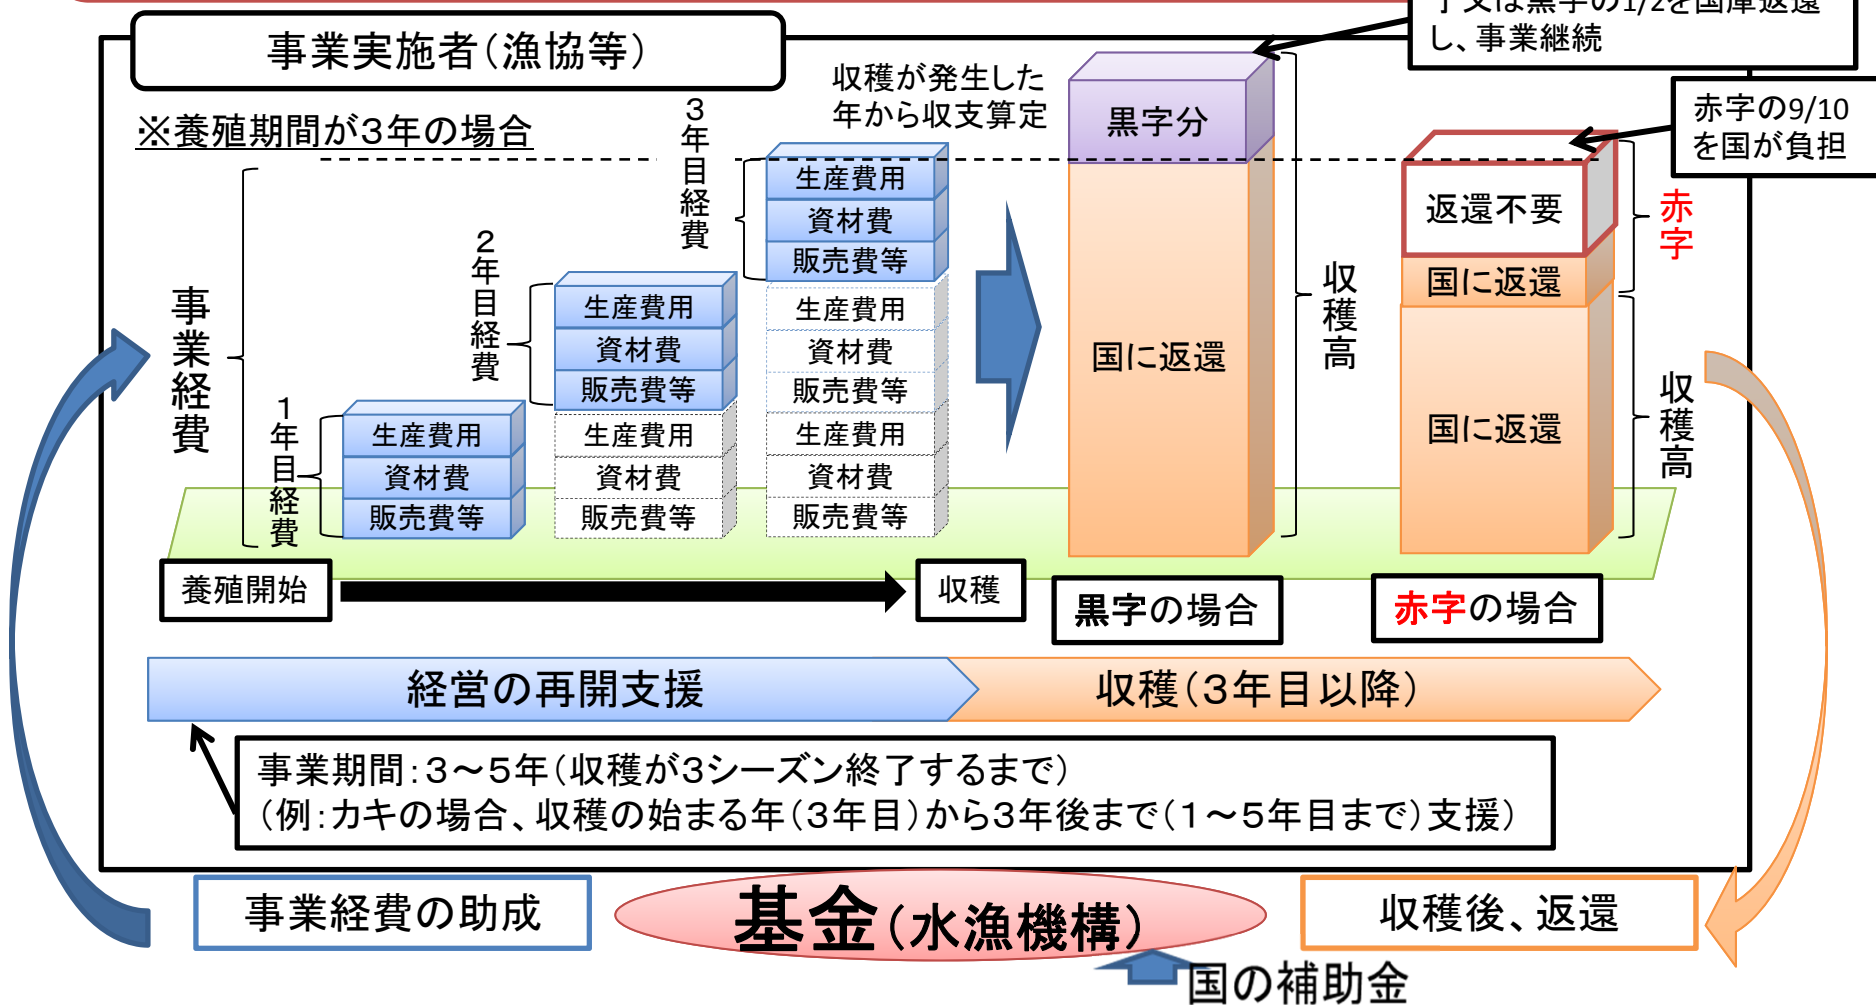 子又は黒字の1/2を国庫返還
し、事業継続
事業実施者（漁協等）
収穫が発生した
年から収支算定
※養殖期間が３年の場合
赤字の9/10
を国が負担
事業経費
１年目経費
生産費用
資材費
販売費等
２年目経費
生産費用
資材費
販売費等
生産費用
資材費
販売費等
３年目経費
生産費用
資材費
販売費等
生産費用
資材費
販売費等
生産費用
資材費
販売費等
黒字分
国に返還
収穫高
返還不要
国に返還
国に返還
赤字
収穫高
養殖開始
収穫
黒字の場合
赤字の場合
経営の再開支援
収穫（３年目以降）
事業期間：３～５年（収穫が３シーズン終了するまで）
（例：カキの場合、収穫の始まる年（３年目）から３年後まで（１～５年目まで）支援）
事業経費の助成
基金（水漁機構）
収穫後、返還
国の補助金